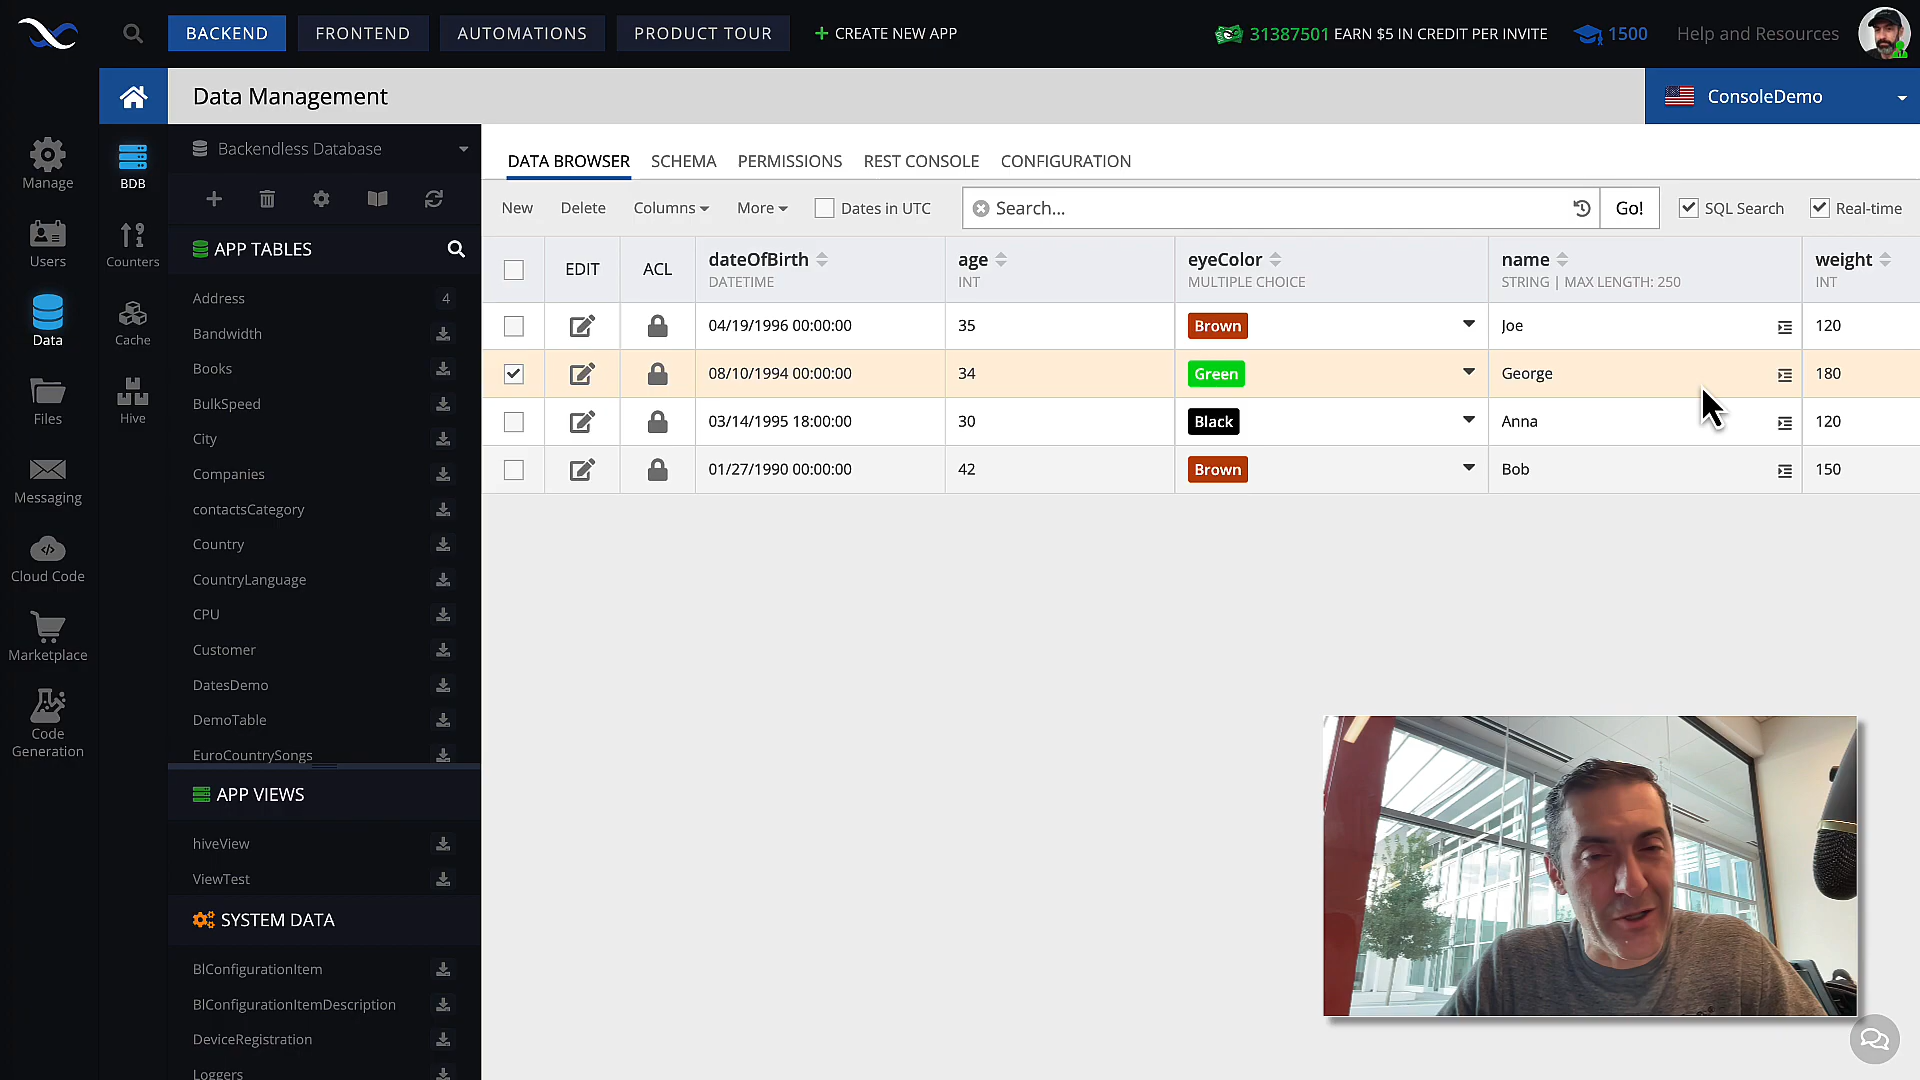 BACKEND
FRONTEND
AUTOMATIONS
PRODUCT TOUR
+ CREATE NEW APP
31387501 EARN $5 IN CREDIT PER INVITE
1500
Help and Resources
Data Management
ConsoleDemo
Manage
Users
Data
Files
Messaging
Cloud Code
Marketplace
Code
Generation
BDB
Counters
Cache
Hive
Backendless Database
APP TABLES
Address 4
Bandwidth
Books
BulkSpeed
City
Companies
contactsCategory
Country
CountryLanguage
CPU
Customer
DatesDemo
DemoTable
EuroCountrySongs
APP VIEWS
hiveView
ViewTest
SYSTEM DATA
BlConfigurationItem
BlConfigurationItemDescription
DeviceRegistration
Loggers
DATA BROWSER SCHEMA PERMISSIONS REST CONSOLE CONFIGURATION
New Delete Columns More Dates in UTC Search... Go! SQL Search Real-time
EDIT ACL dateOfBirth age eyeColor name weight
DATETIME INT MULTIPLE CHOICE STRING | MAX LENGTH: 250 INT
04/19/1996 00:00:00 35 Brown Joe 120
08/10/1994 00:00:00 34 Green George 180
03/14/1995 18:00:00 30 Black Anna 120
01/27/1990 00:00:00 42 Brown Bob 150